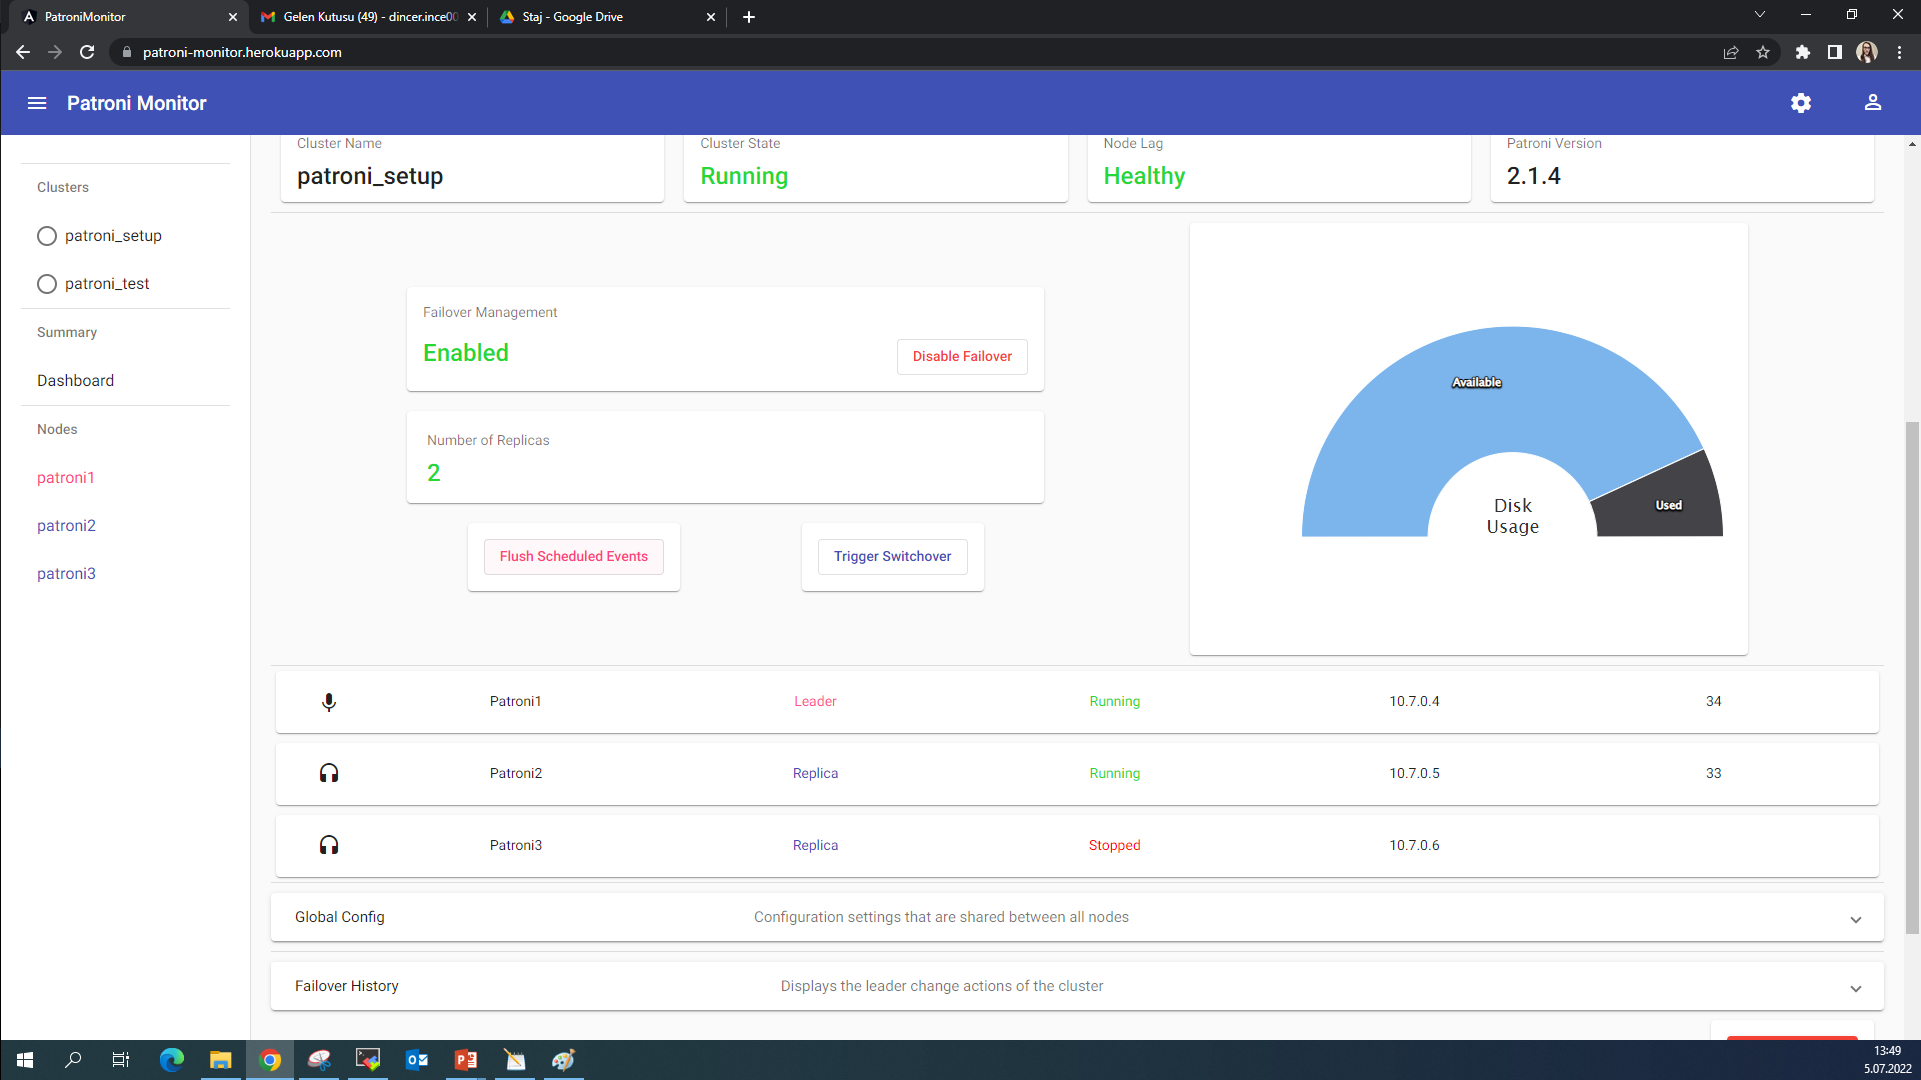 PatroniMonitor
Gelen Kutusu (49) - dincer.ince00
Staj - Google Drive
patroni-monitor.herokuapp.com
Patroni Monitor
Cluster Name
patroni_setup
Cluster State
Running
Node Lag
Healthy
Patroni Version
2.1.4
Clusters
patroni_setup
patroni_test
Summary
Dashboard
Nodes
patroni1
patroni2
patroni3
Failover Management
Enabled
Disable Failover
Number of Replicas
2
Flush Scheduled Events
Trigger Switchover
Available
Used
Disk
Usage
Patroni1 Leader Running 10.7.0.4 34
Patroni2 Replica Running 10.7.0.5 33
Patroni3 Replica Stopped 10.7.0.6
Global Config Configuration settings that are shared between all nodes
Failover History Displays the leader change actions of the cluster
13:49
5.07.2022